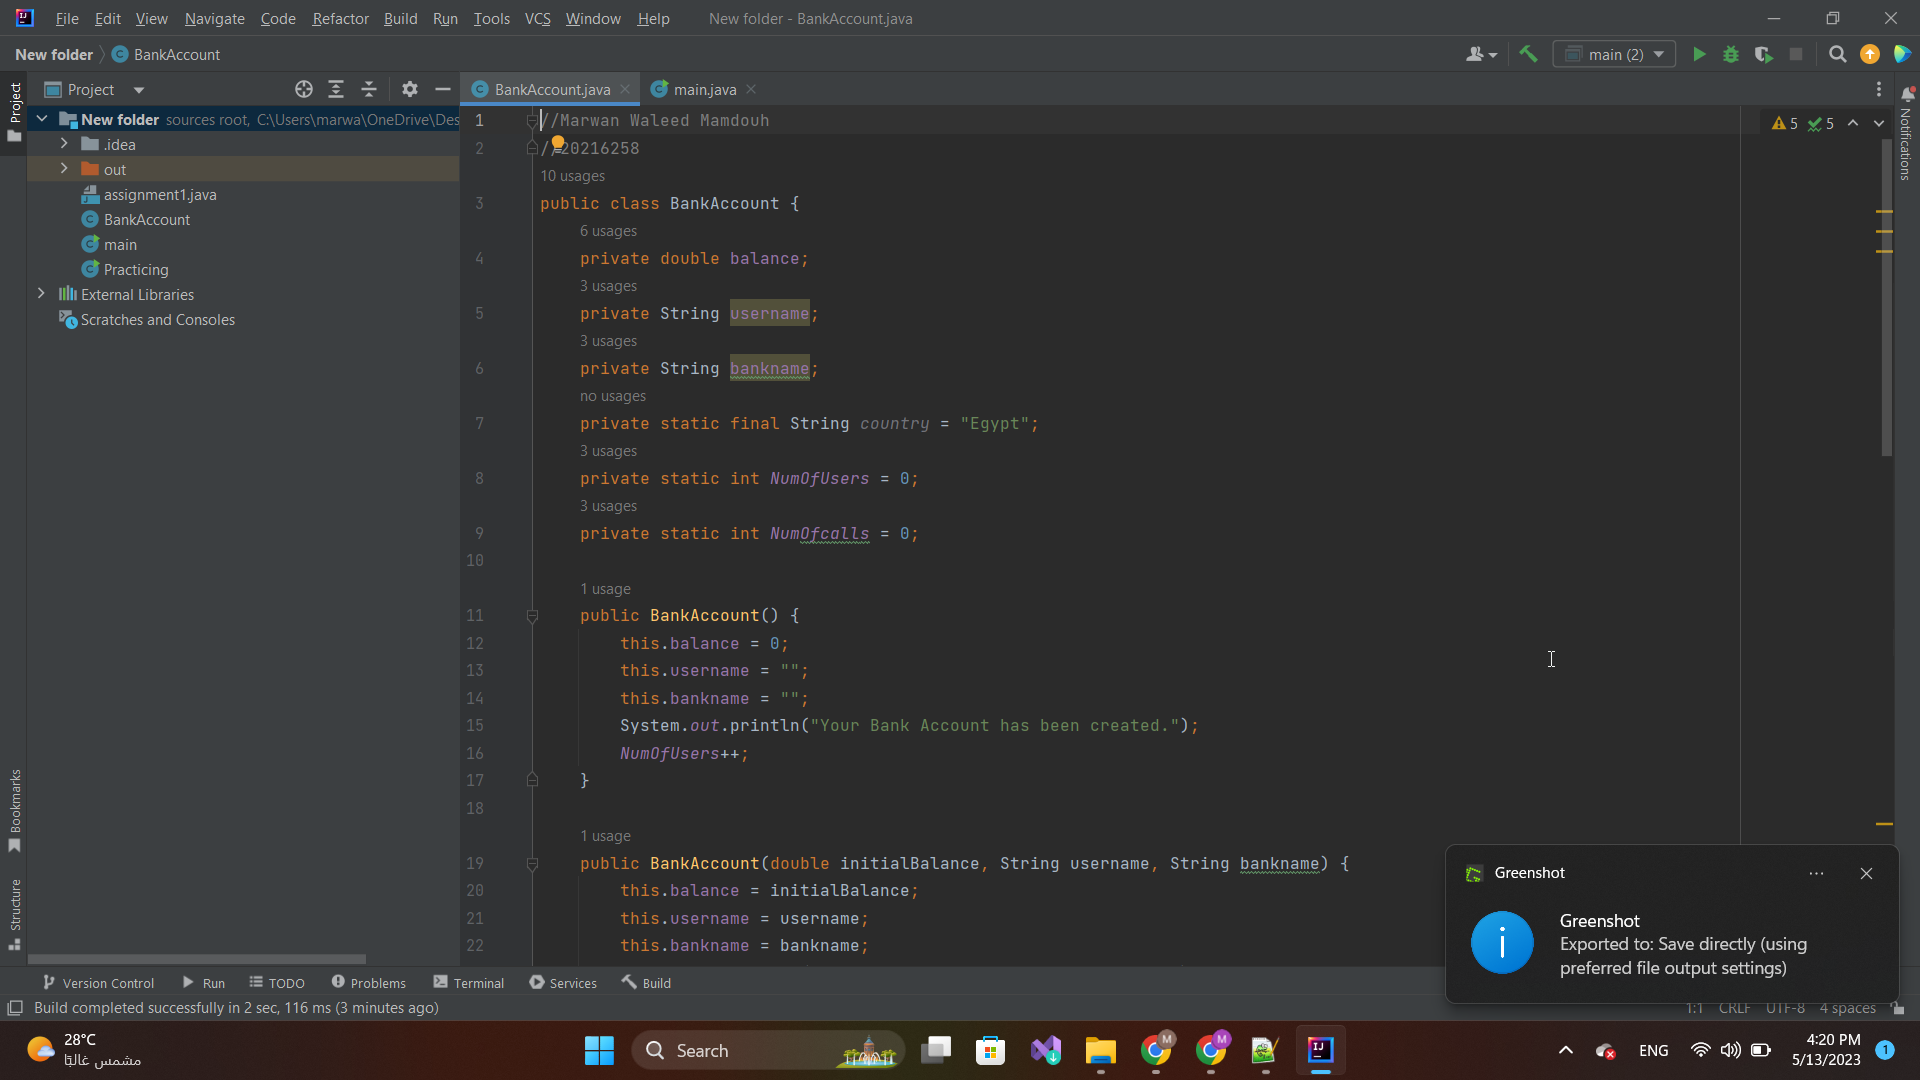 File Edit View Navigate Code Refactor Build Run Tools VCS Window Help New folder - BankAccount.java
New folder BankAccount main (2)
Project BankAccount.java main.java
Project
New folder sources root, C:\Users\marwa\OneDrive\Des
.idea
out
assignment1.java
BankAccount
main
Practicing
External Libraries
Scratches and Consoles
Bookmarks
Structure
5 5
Notifications
1 //Marwan Waleed Mamdouh
2 //20216258
10 usages
3 public class BankAccount {
6 usages
4 private double balance;
3 usages
5 private String username;
3 usages
6 private String bankname;
no usages
7 private static final String country = "Egypt";
3 usages
8 private static int NumOfUsers = 0;
3 usages
9 private static int NumOfcalls = 0;
10
1 usage
11 public BankAccount() {
12 this.balance = 0;
13 this.username = "";
14 this.bankname = "";
15 System.out.println("Your Bank Account has been created.");
16 NumOfUsers++;
17 }
18
1 usage
19 public BankAccount(double initialBalance, String username, String bankname) {
20 this.balance = initialBalance;
21 this.username = username;
22 this.bankname = bankname;
Greenshot
Greenshot
Exported to: Save directly (using
preferred file output settings)
Version Control Run TODO Problems Terminal Services Build
Build completed successfully in 2 sec, 116 ms (3 minutes ago) 1:1 CRLF UTF-8 4 spaces
28°C
مشمس غالبًا
Search
M M
ENG
4:20 PM
5/13/2023
1